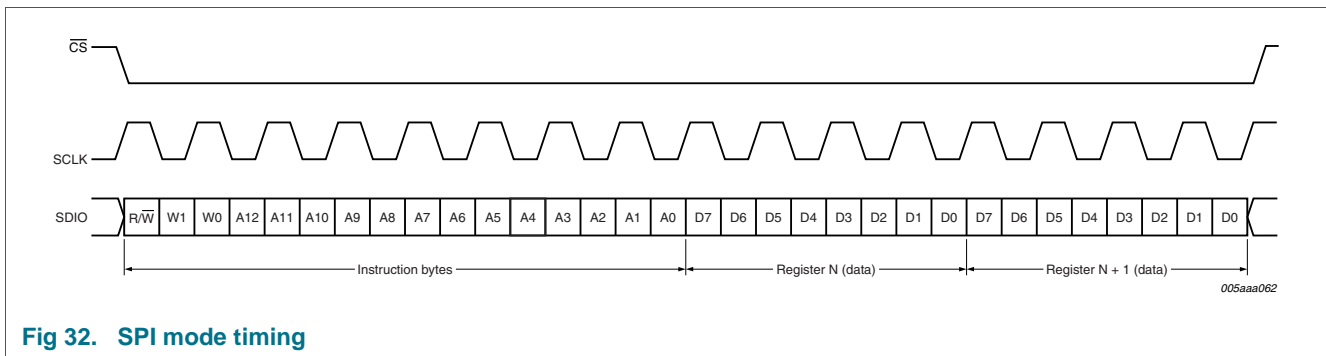 CS
SCLK
SDIO R/W W1 W0 A12 A11 A10 A9 A8 A7 A6 A5 A4 A3 A2 A1 A0 D7 D6 D5 D4 D3 D2 D1 D0 D7 D6 D5 D4 D3 D2 D1 D0
Instruction bytes Register N (data) Register N + 1 (data)
005aaa062
Fig 32. SPI mode timing